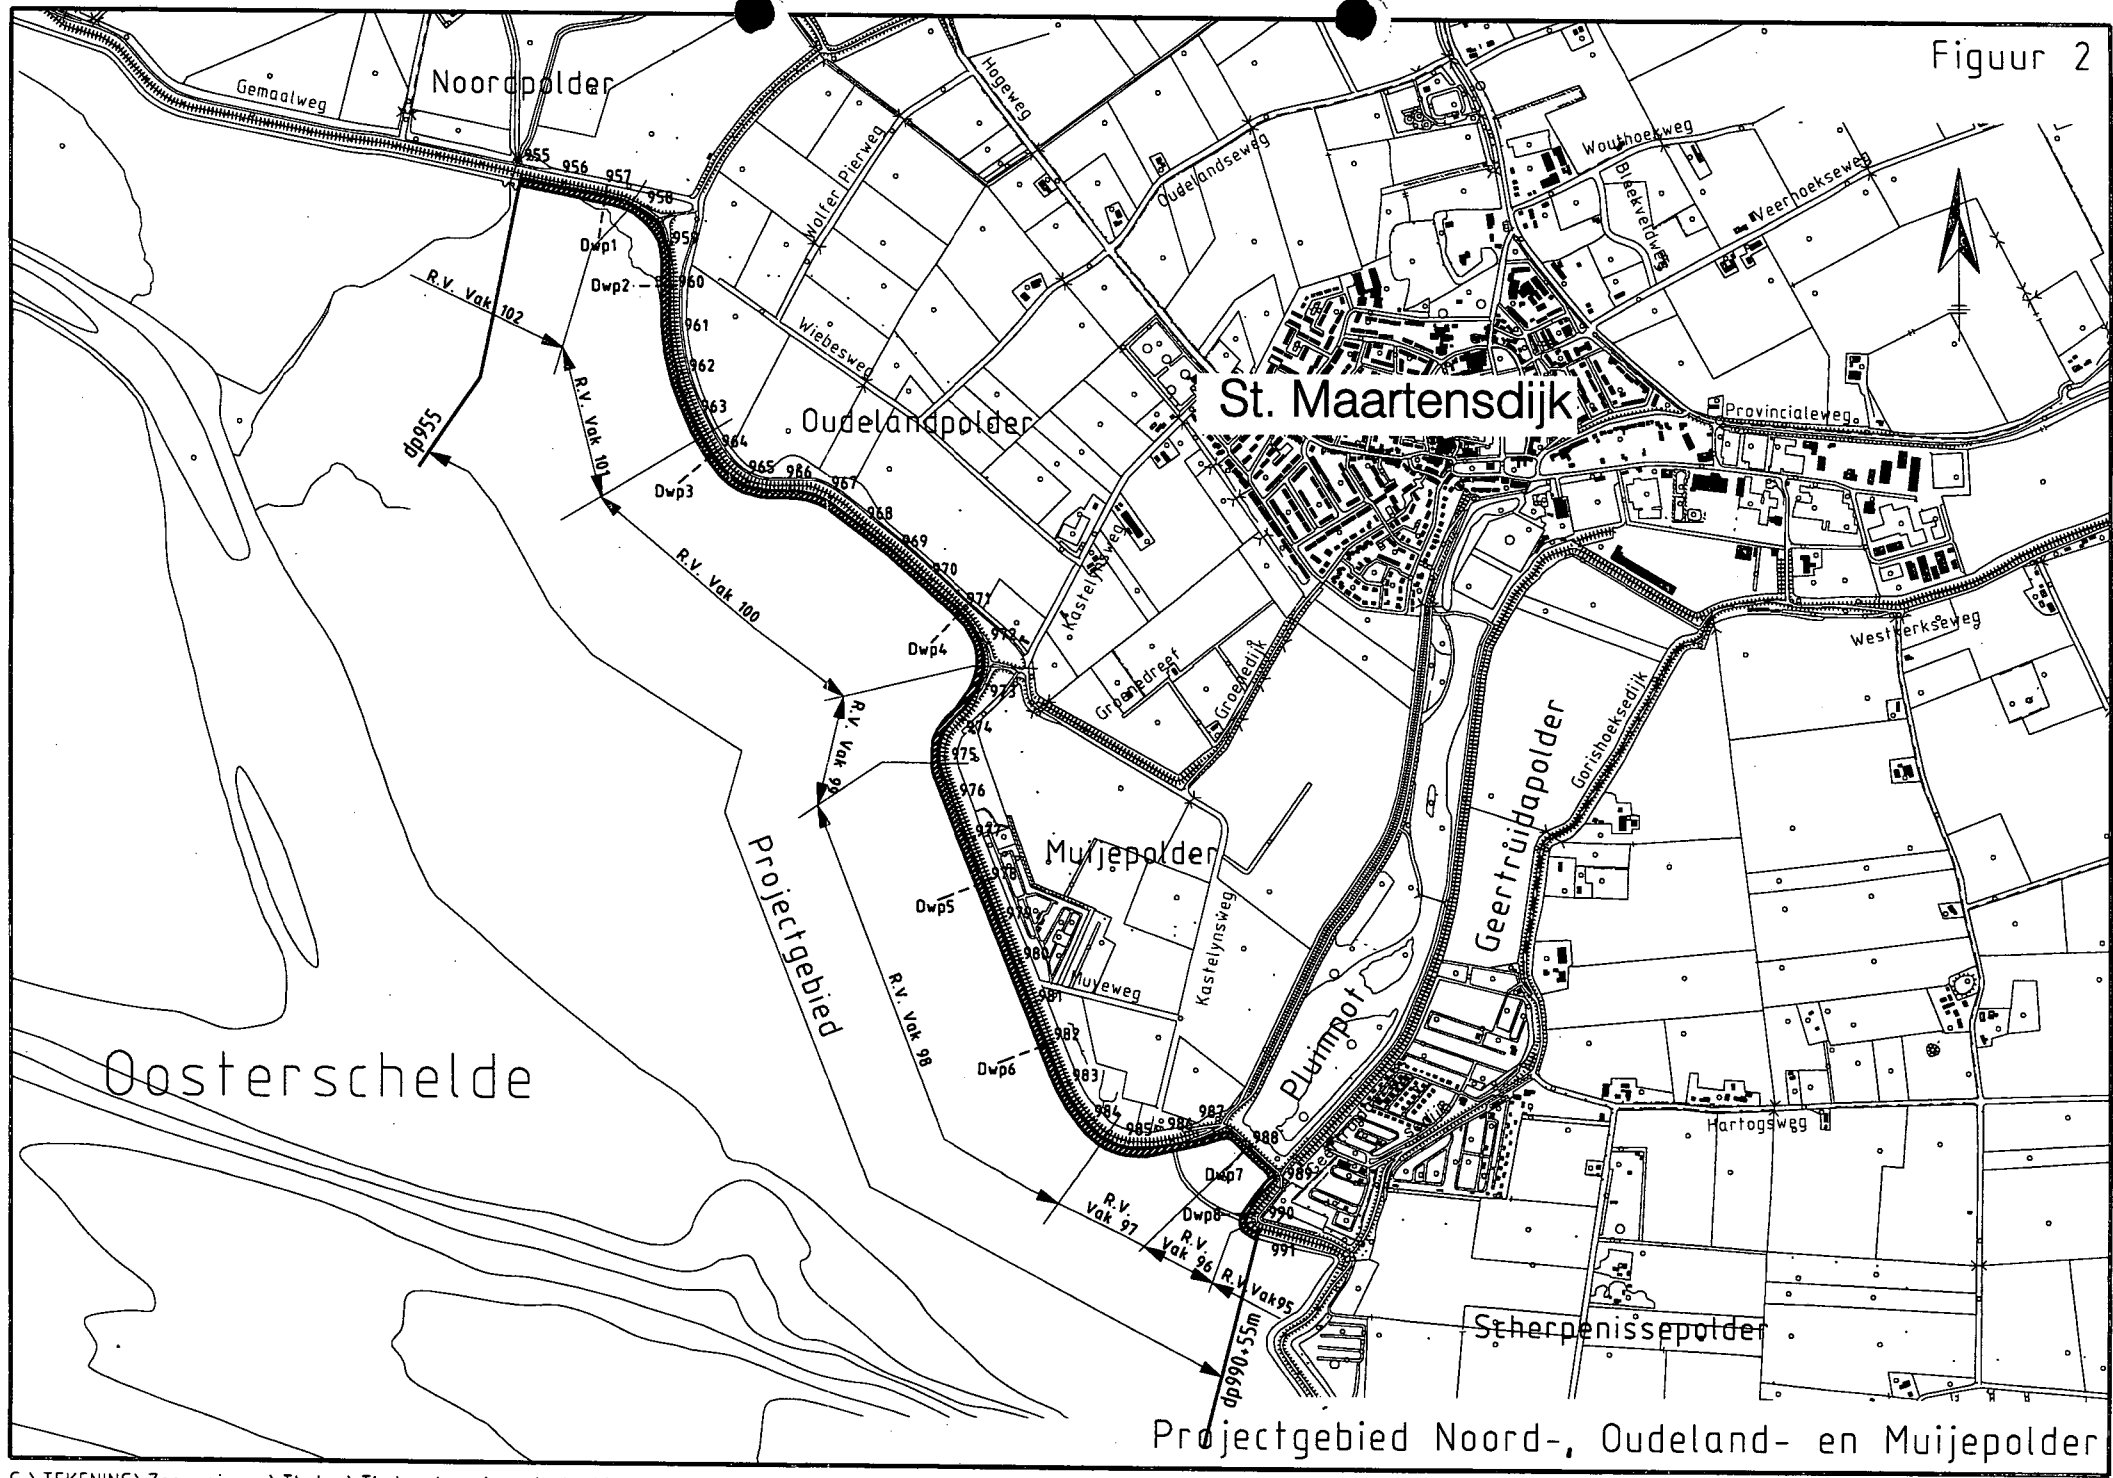 Figuur 2
Noordpolder
Gemaalweg
Hogeweg
Wolfer Pierweg
Oudelandseweg
Wouthoekweg
Bleekveldweg
Veerhoekseweg
955
956
957
958
959
960
961
962
963
964
965
966
967
968
969
970
971
972
973
974
975
976
977
978
979
980
981
982
983
984
985
986
987
988
989
990
991
Dwp1
Dwp2
Dwp3
Dwp4
Dwp5
Dwp6
Dwp7
Dwp8
R.V. Vak 102
R.V. Vak 101
R.V. Vak 100
R.V. Vak 99
R.V. Vak 98
R.V.
Vak 97
R.V.
Vak 96
R.V.Vak95
dp955
dp990+55m
Wiebesweg
Oudelandpolder
St. Maartensdijk
Provincialeweg
Kastelynsweg
Groenedreef
Groenedijk
Westkerkseweg
Gorishoeksedijk
Geertruidapolder
Muijepolder
Kastelynsweg
Muyeweg
Projectgebied
Pluimpot
Oosterschelde
Hartogsweg
Scherpenissepolder
Projectgebied Noord-, Oudeland- en Muijepolder